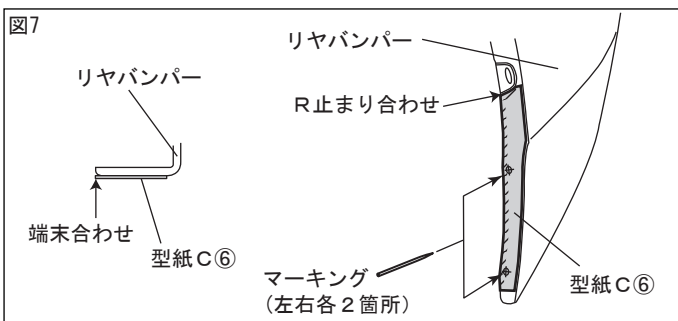 図7
リヤバンパー
端末合わせ
型紙C⑥
リヤバンパー
R止まり合わせ
マーキング
(左右各2箇所)
型紙C⑥